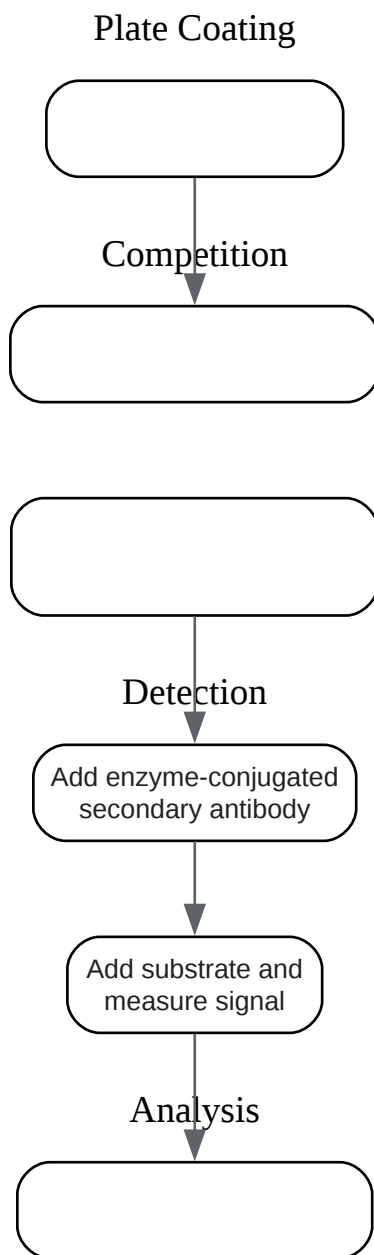 Plate Coating
Competition
Detection
Add enzyme-conjugated
secondary antibody
Add substrate and
measure signal
Analysis